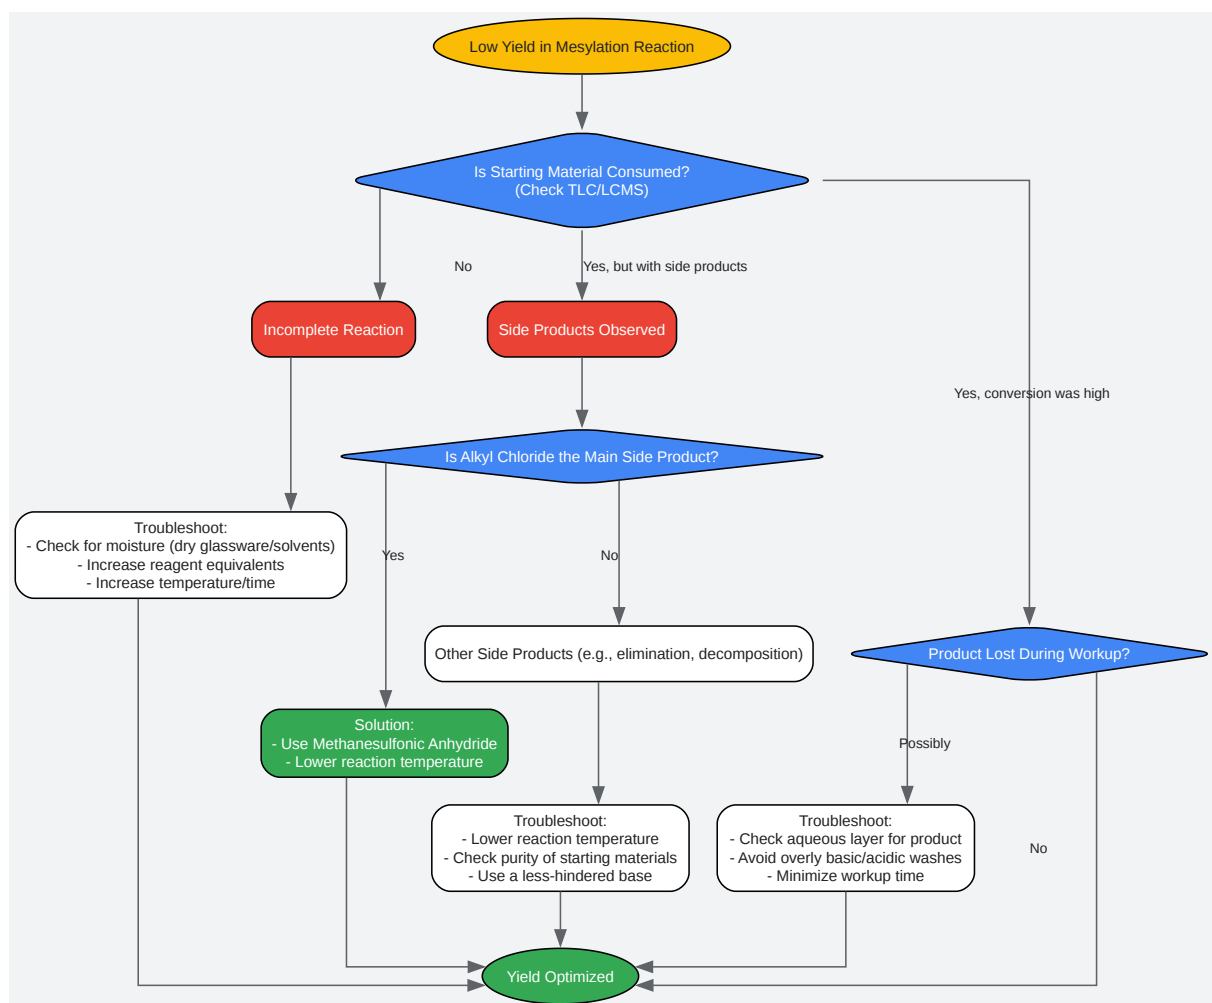 Low Yield in Mesylation Reaction
Is Starting Material Consumed?
(Check TLC/LCMS)
No
Yes, but with side products
Incomplete Reaction
Side Products Observed
Yes, conversion was high
Is Alkyl Chloride the Main Side Product?
Troubleshoot:
- Check for moisture (dry glassware/solvents)
- Increase reagent equivalents
- Increase temperature/time
Yes
No
Other Side Products (e.g., elimination, decomposition)
Product Lost During Workup?
Solution:
- Use Methanesulfonic Anhydride
- Lower reaction temperature
Possibly
Troubleshoot:
- Lower reaction temperature
- Check purity of starting materials
- Use a less-hindered base
Troubleshoot:
- Check aqueous layer for product
- Avoid overly basic/acidic washes
- Minimize workup time
No
Yield Optimized